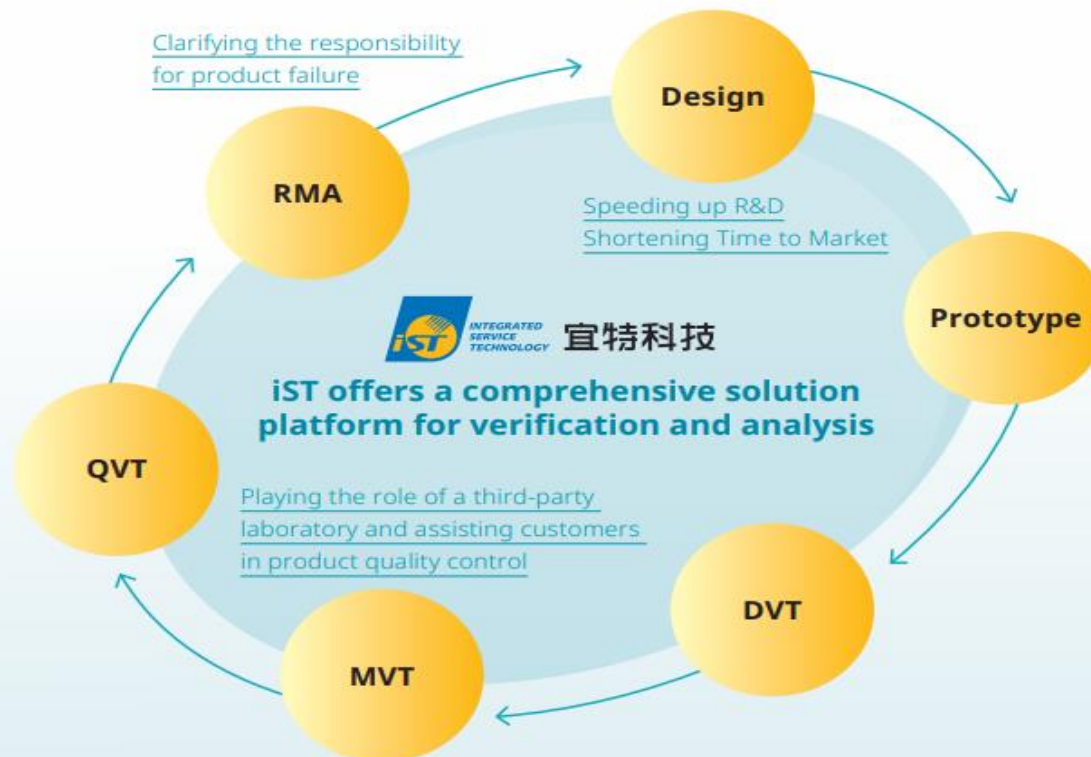 Clarifying the responsibility
for product failure
Design
RMA
Speeding up R&D
Shortening Time to Market
Prototype
iST
INTEGRATED
SERVICE
TECHNOLOGY
宜特科技
iST offers a comprehensive solution
platform for verification and analysis
QVT
Playing the role of a third-party
laboratory and assisting customers
in product quality control
DVT
MVT